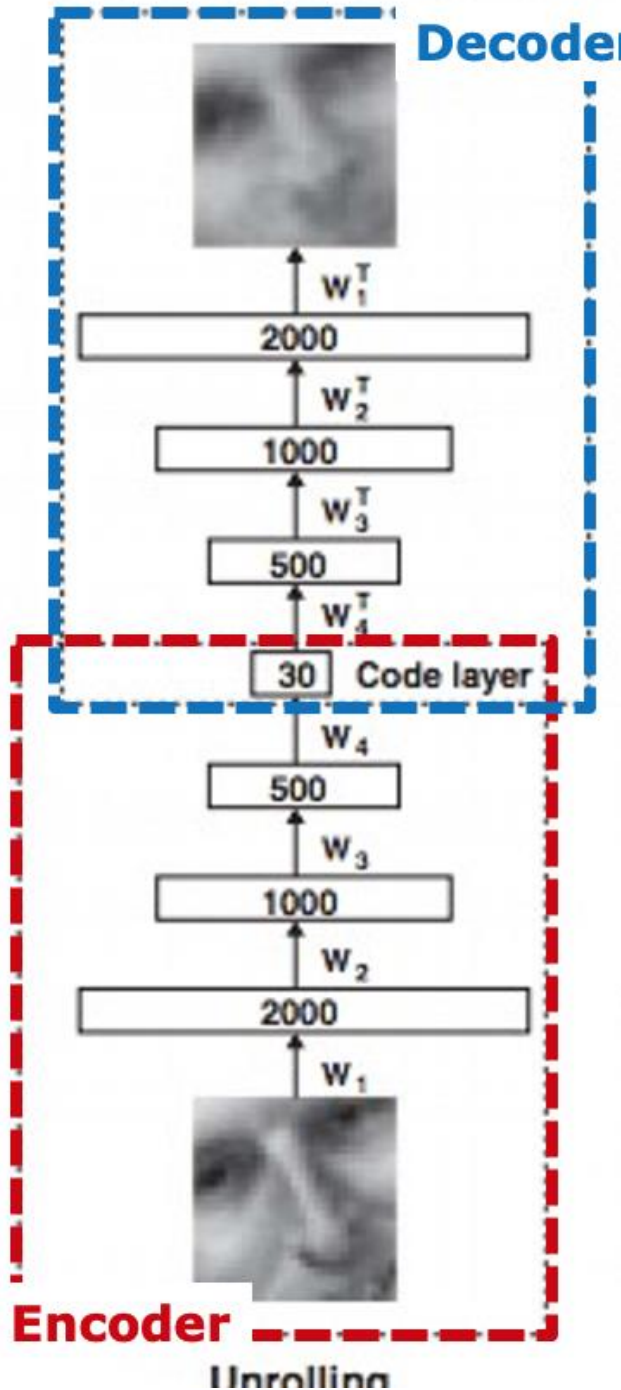 Decoder
W₁ᵀ
2000
W₂ᵀ
1000
W₃ᵀ
500
W₄ᵀ
30 Code layer
W₄
500
W₃
1000
W₂
2000
W₁
Encoder
Unrolling